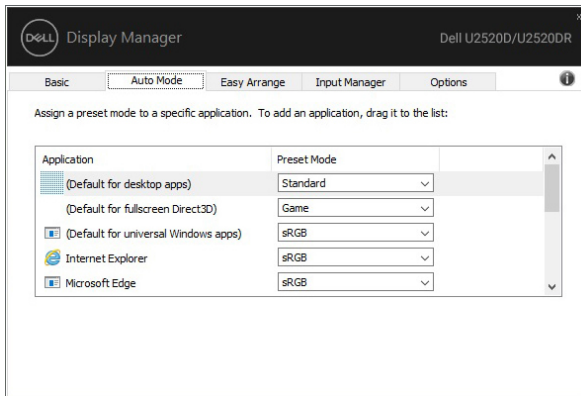 DELL Display Manager Dell U2520D/U2520DR
Basic Auto Mode Easy Arrange Input Manager Options
Assign a preset mode to a specific application. To add an application, drag it to the list:
Application Preset Mode
(Default for desktop apps) Standard
(Default for fullscreen Direct3D) Game
(Default for universal Windows apps) sRGB
Internet Explorer sRGB
Microsoft Edge sRGB